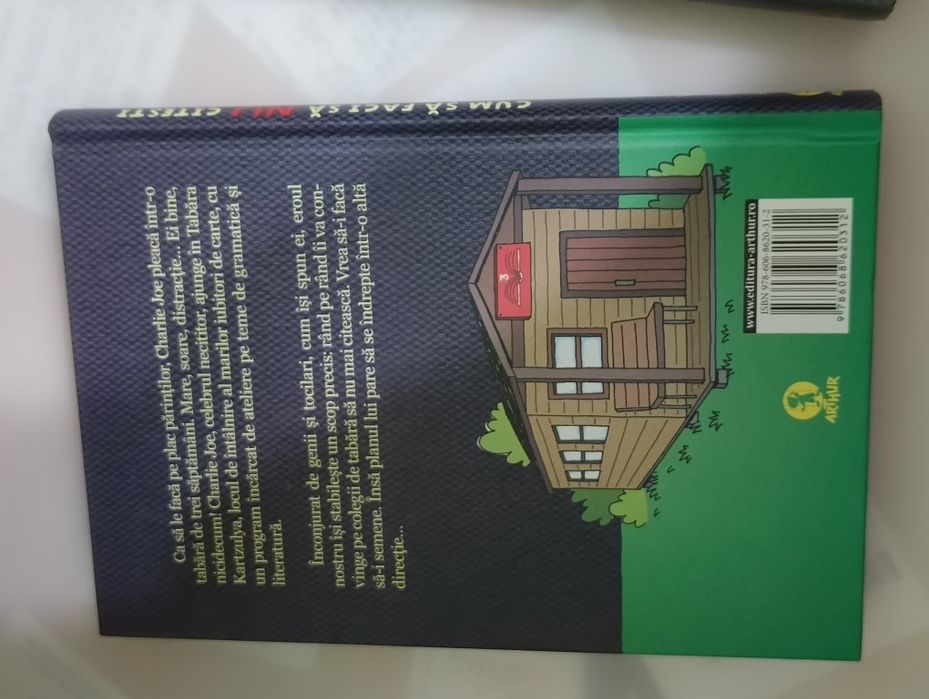 CUM SĂ FACI SĂ
NU CITEȘTI
Ca să le facă pe plac părinților, Charlie Joe pleacă într-o
tabără de trei săptămâni. Mare, soare, distracție... Ei bine,
nicidecum! Charlie Joe, celebrul necititor, ajunge în Tabăra
Kartzulya, locul de întâlnire al marilor iubitori de carte, cu
un program încărcat de ateliere pe teme de gramatică și
literatură.
Înconjurat de genii și tocilari, cum își spun ei, eroul
nostru își stabilește un scop precis: rând pe rând îi va con-
vinge pe colegii de tabără să nu mai citească. Vrea să-i facă
să-i semene. Însă planul lui pare să se îndrepte într-o altă
direcție...
3
ARTHUR
www.editura-arthur.ro
ISBN 978-606-8620-31-2
9 786068 620312